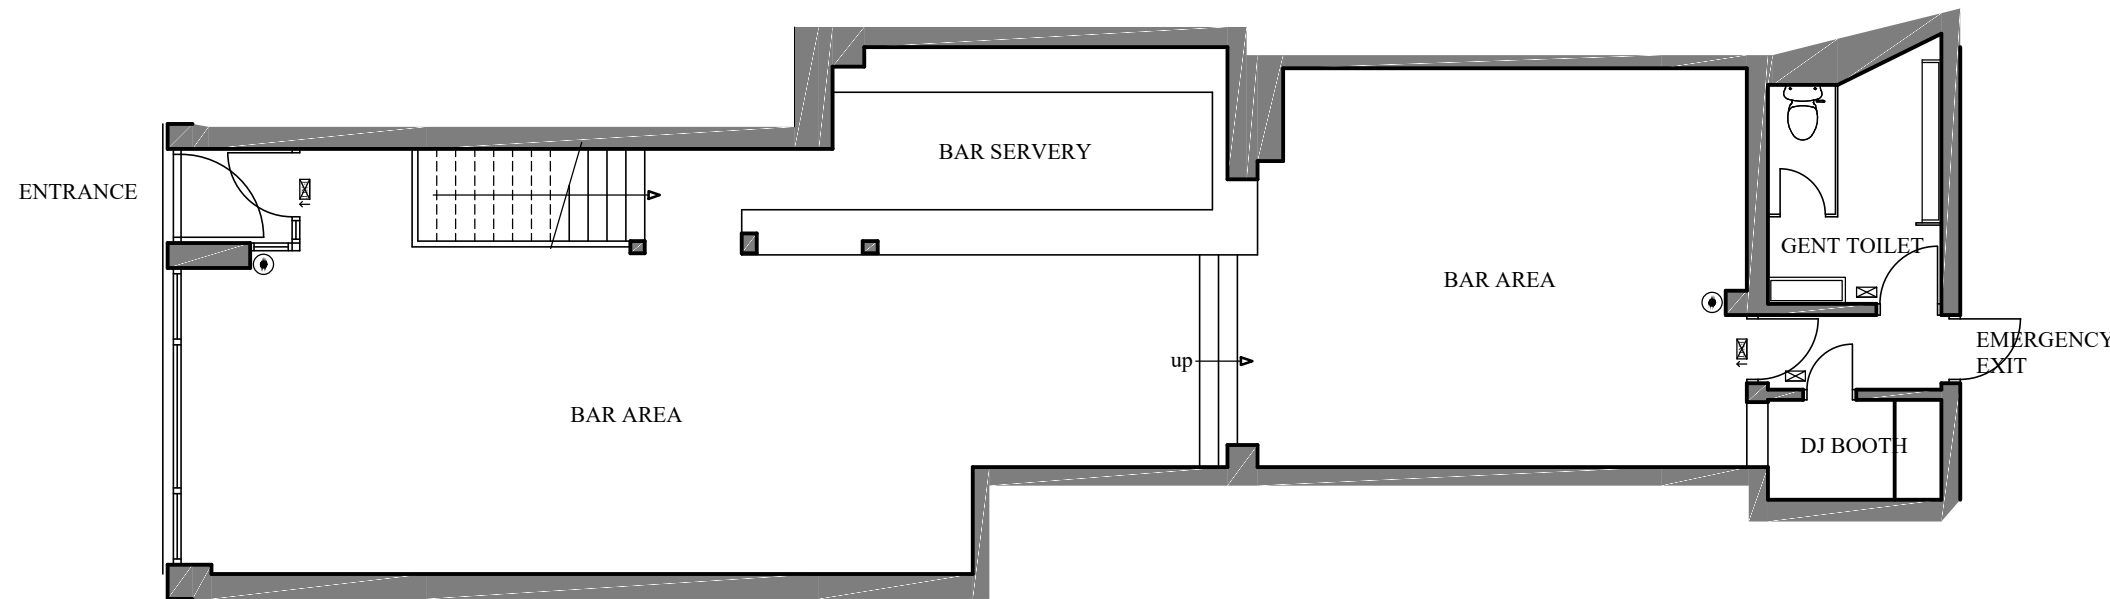 BAR SERVERY
ENTRANCE
GENT TOILET
BAR AREA
EMERGENCY
EXIT
up
BAR AREA
DJ BOOTH